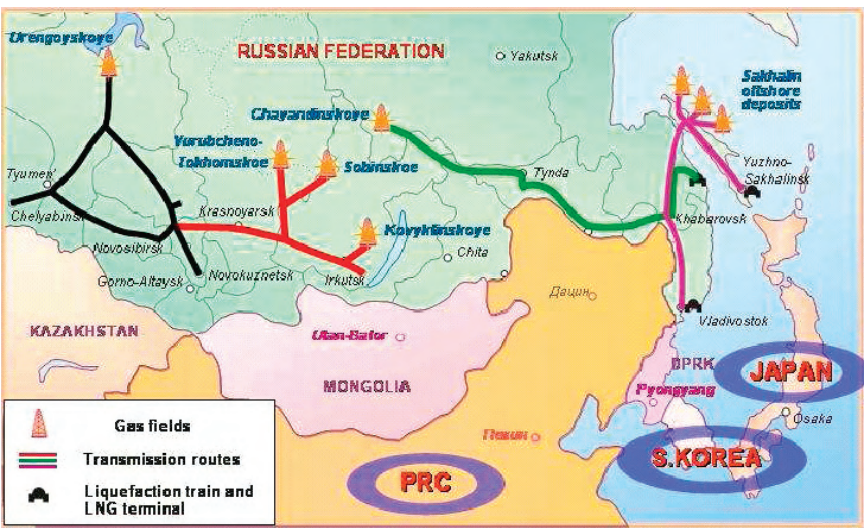 Urengoyskoye
RUSSIAN FEDERATION
Yakutsk
Sakhalin
offshore
deposits
Chayandinskoye
Yurubcheno-
Tokhomskoe
Sobinskoe
Tyumen'
Tynda
Yuzhno-
Sakhalinsk
Chelyabinsk
Krasnoyarsk
Khabarovsk
Kovyktinskoye
Novosibirsk
Chita
Gorno-Altaysk
Novokuznetsk
Irkutsk
Дацин
Vladivostok
KAZAKHSTAN
Ulan-Bator
MONGOLIA
DPRK
JAPAN
Pyongyang
Osaka
Пекин
S.KOREA
PRC
Gas fields
Transmission routes
Liquefaction train and
LNG terminal